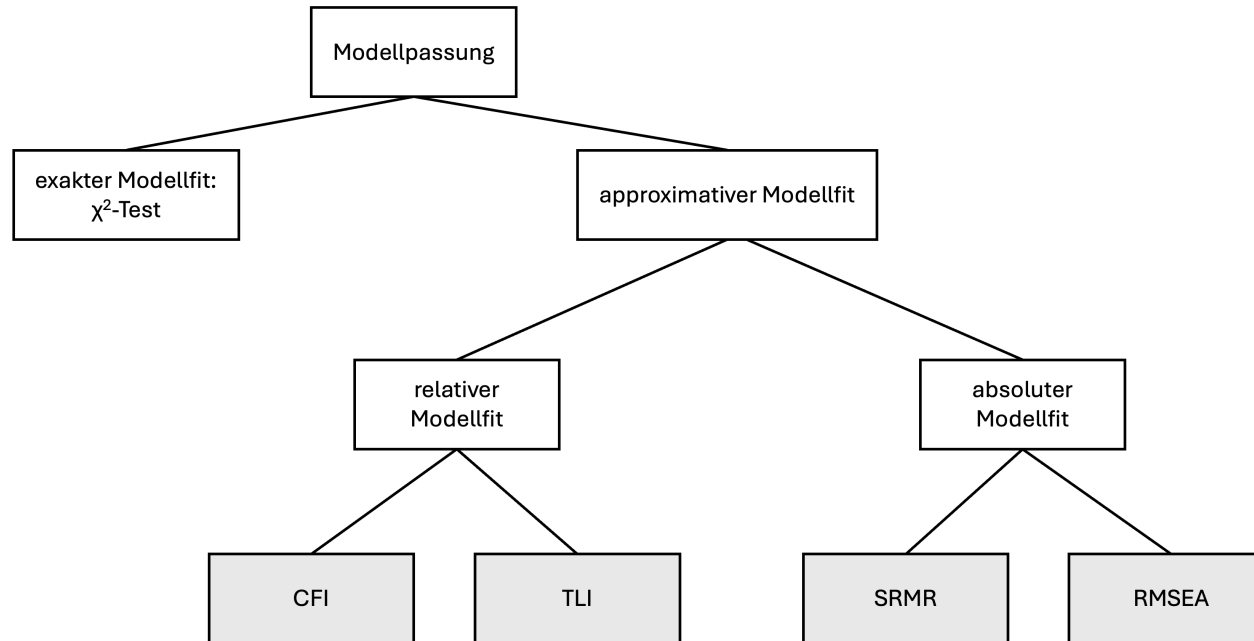 Modellpassung
exakter Modellfit:
χ²-Test
approximativer Modellfit
relativer
Modellfit
absoluter
Modellfit
CFI
TLI
SRMR
RMSEA